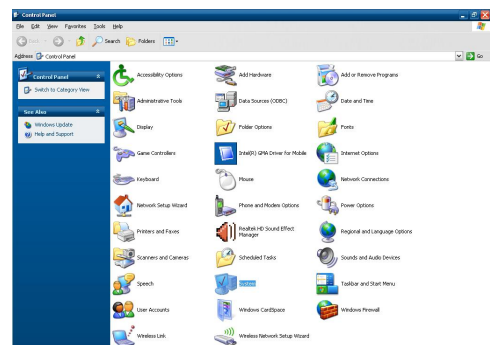 Control Panel
File Edit View Favorites Tools Help
Back Search Folders
Address Control Panel Go
Control Panel
Switch to Category View
See Also
Windows Update
Help and Support
Accessibility Options Add Hardware Add or Remove Programs
Administrative Tools Data Sources (ODBC) Date and Time
Display Folder Options Fonts
Game Controllers Intel(R) GMA Driver for Mobile Internet Options
Keyboard Mouse Network Connections
Network Setup Wizard Phone and Modem Options Power Options
Printers and Faxes Realtek HD Sound Effect Manager Regional and Language Options
Scanners and Cameras Scheduled Tasks Sounds and Audio Devices
Speech System Taskbar and Start Menu
User Accounts Windows CardSpace Windows Firewall
Wireless Link Wireless Network Setup Wizard